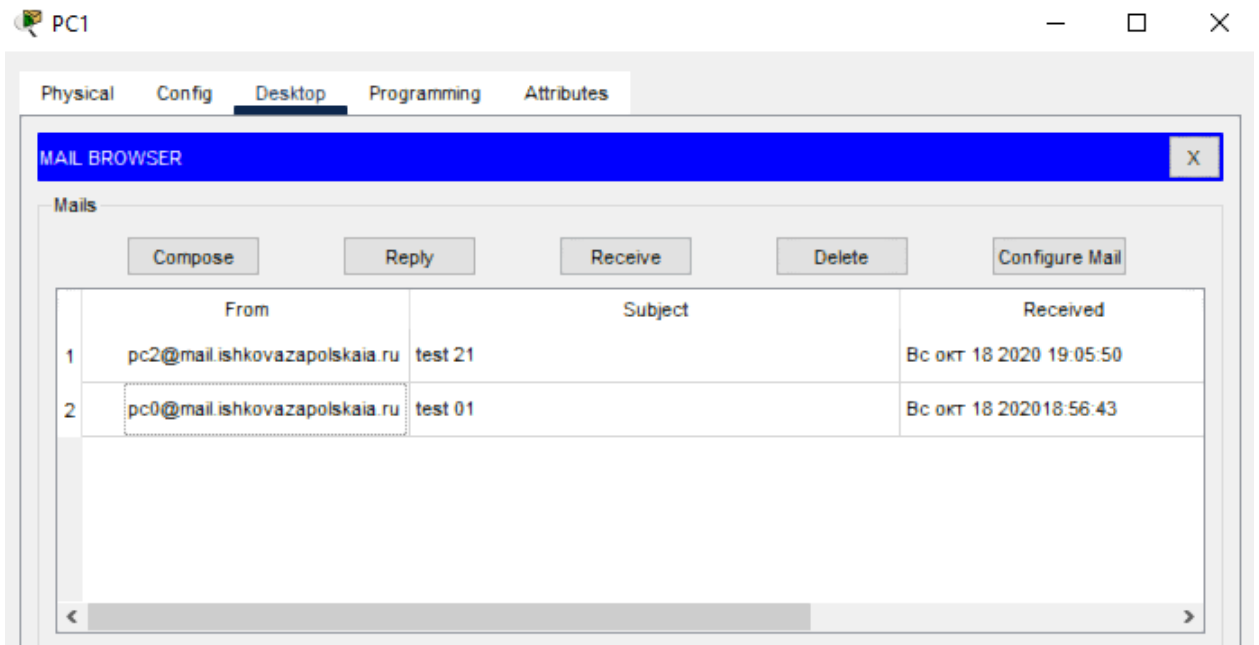 PC1
Physical Config Desktop Programming Attributes
MAIL BROWSER X
Mails
Compose Reply Receive Delete Configure Mail
From Subject Received
1 pc2@mail.ishkovazapolskaia.ru test 21 Вс окт 18 2020 19:05:50
2 pc0@mail.ishkovazapolskaia.ru test 01 Вс окт 18 202018:56:43